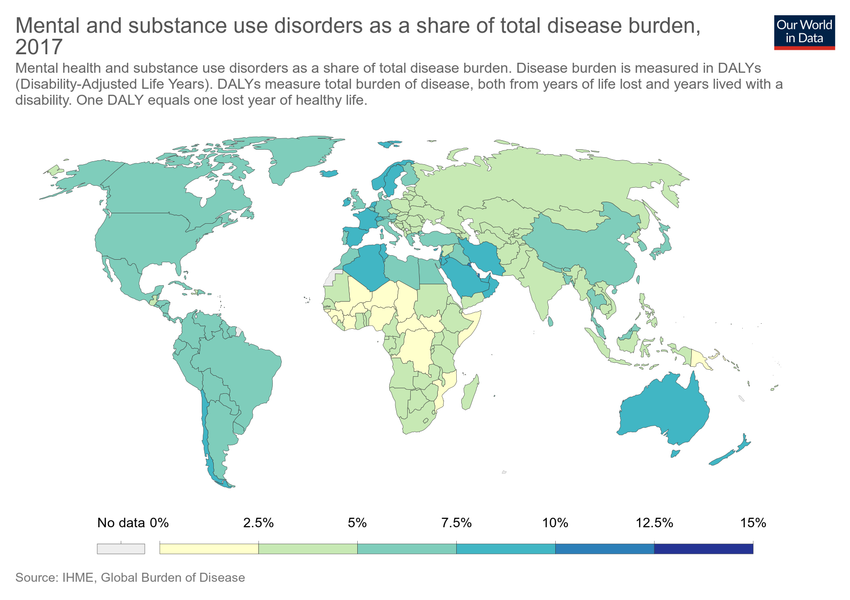 Mental and substance use disorders as a share of total disease burden,
2017
Our World
in Data
Mental health and substance use disorders as a share of total disease burden. Disease burden is measured in DALYs
(Disability-Adjusted Life Years). DALYs measure total burden of disease, both from years of life lost and years lived with a
disability. One DALY equals one lost year of healthy life.
No data 0% 2.5% 5% 7.5% 10% 12.5% 15%
Source: IHME, Global Burden of Disease